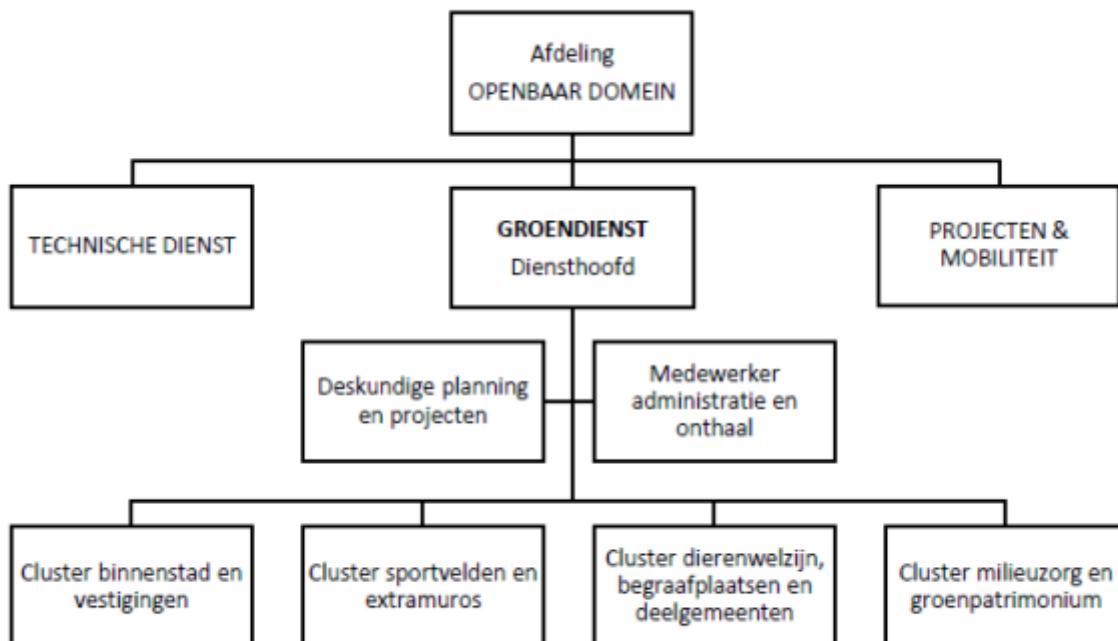 Afdeling
OPENBAAR DOMEIN
TECHNISCHE DIENST
GROENDIENST
Diensthoofd
PROJECTEN &
MOBILITEIT
Deskundige planning
en projecten
Medewerker
administratie en
onthaal
Cluster binnenstad en
vestigingen
Cluster sportvelden en
extramuros
Cluster dierenwelzijn,
begraafplaatsen en
deelgemeenten
Cluster milieuzorg en
groenpatrimonium